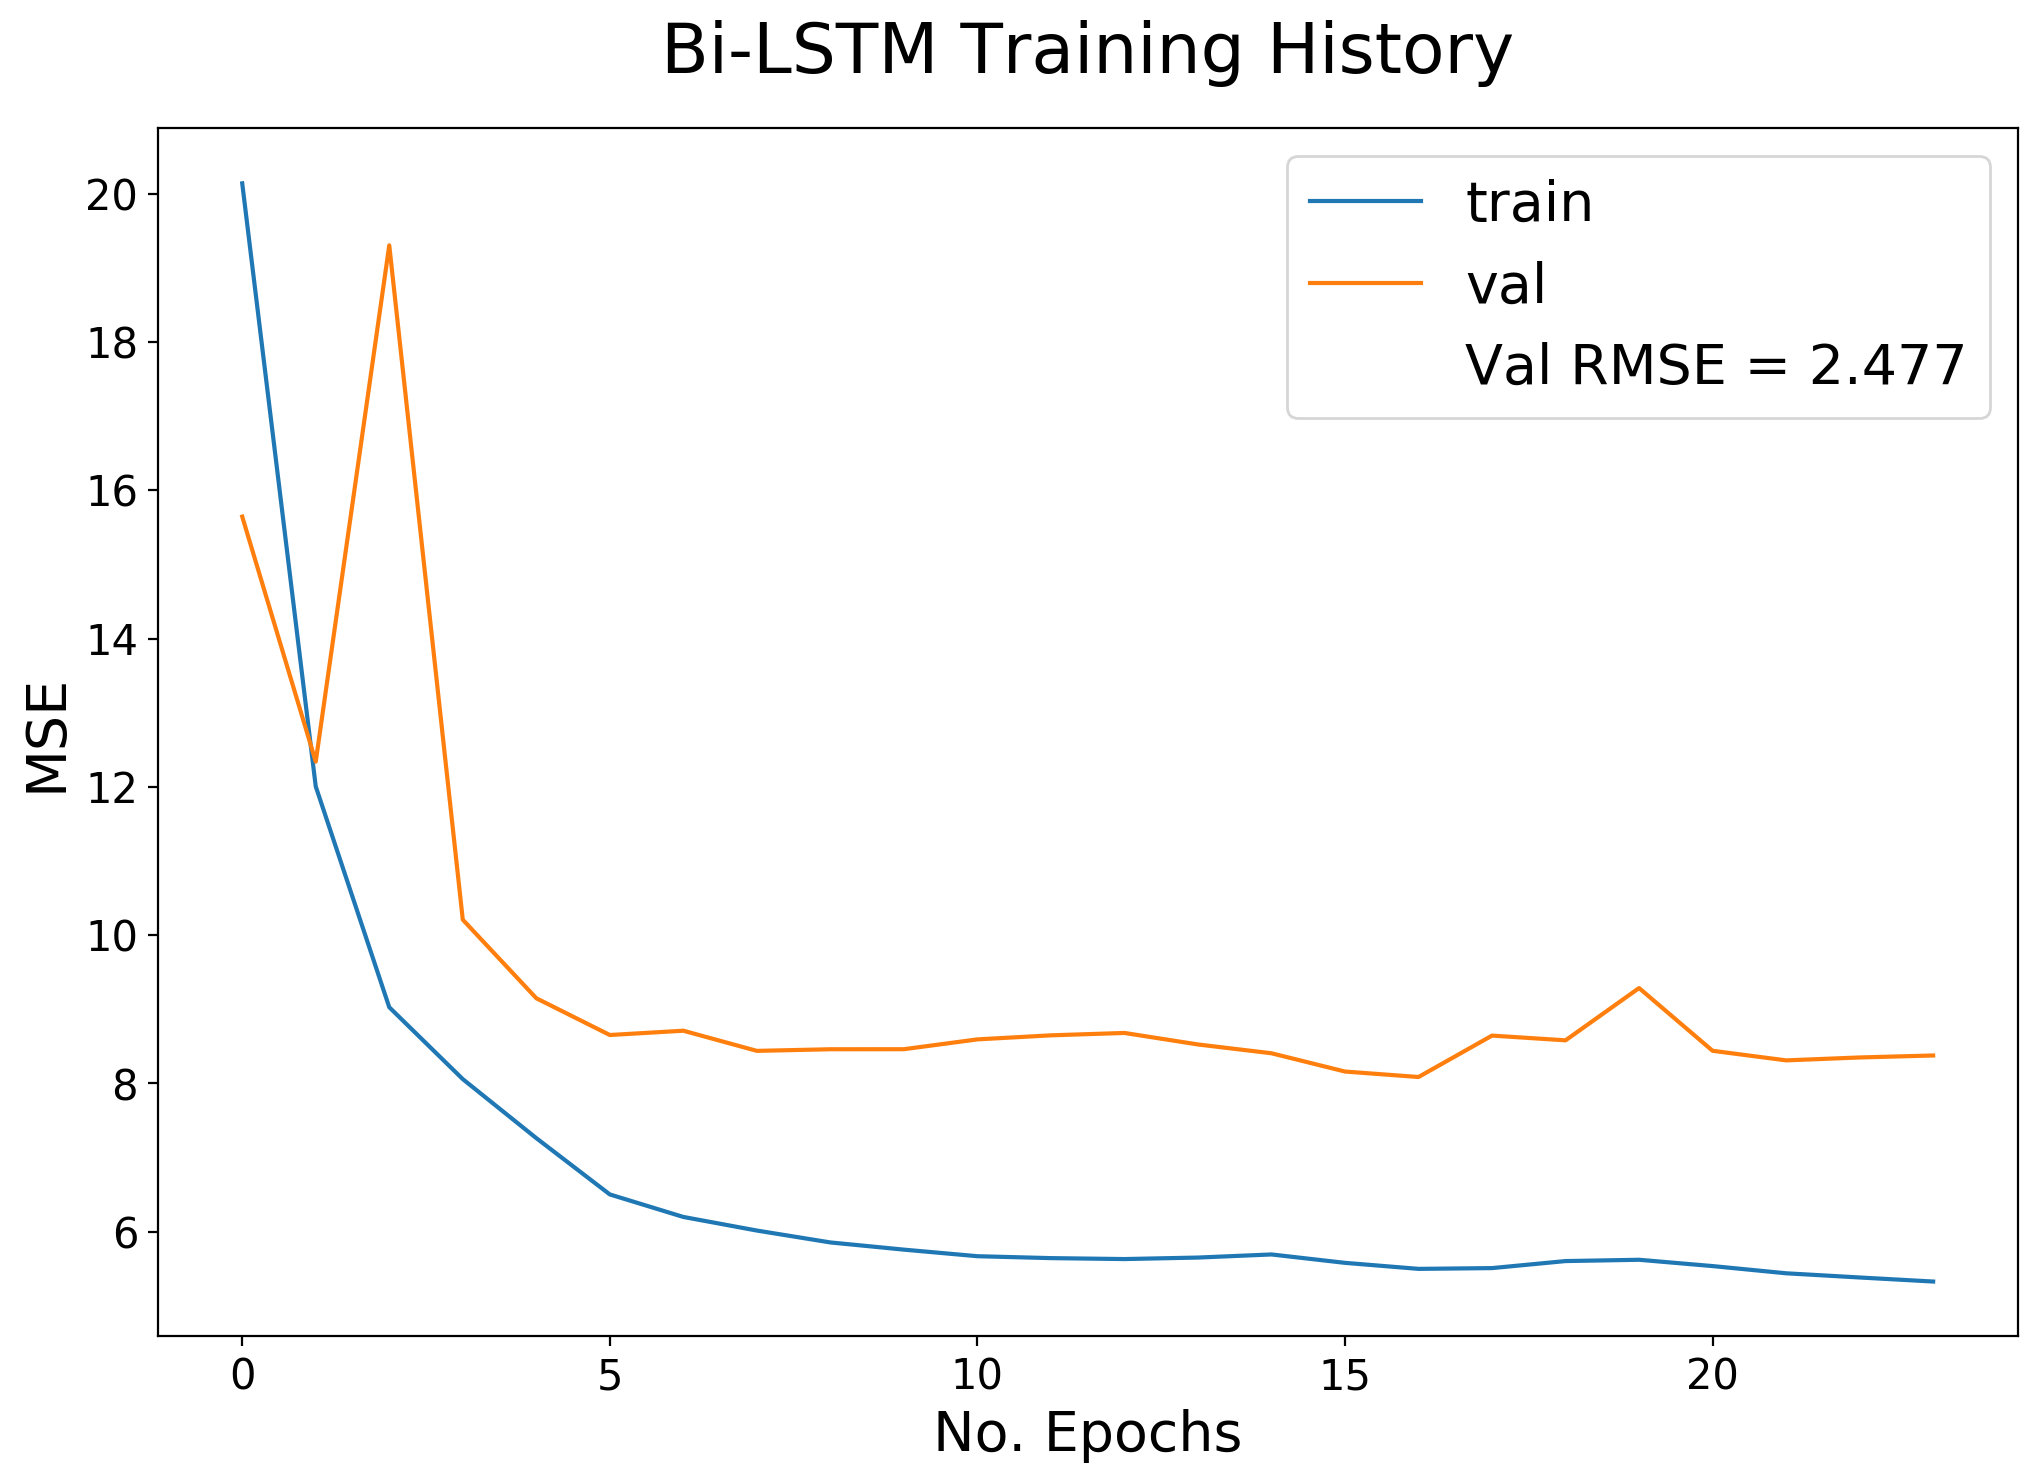 Bi-LSTM Training History
train
val
Val RMSE = 2.477
MSE
20
18
16
14
12
10
8
6
0 5 10 15 20
No. Epochs